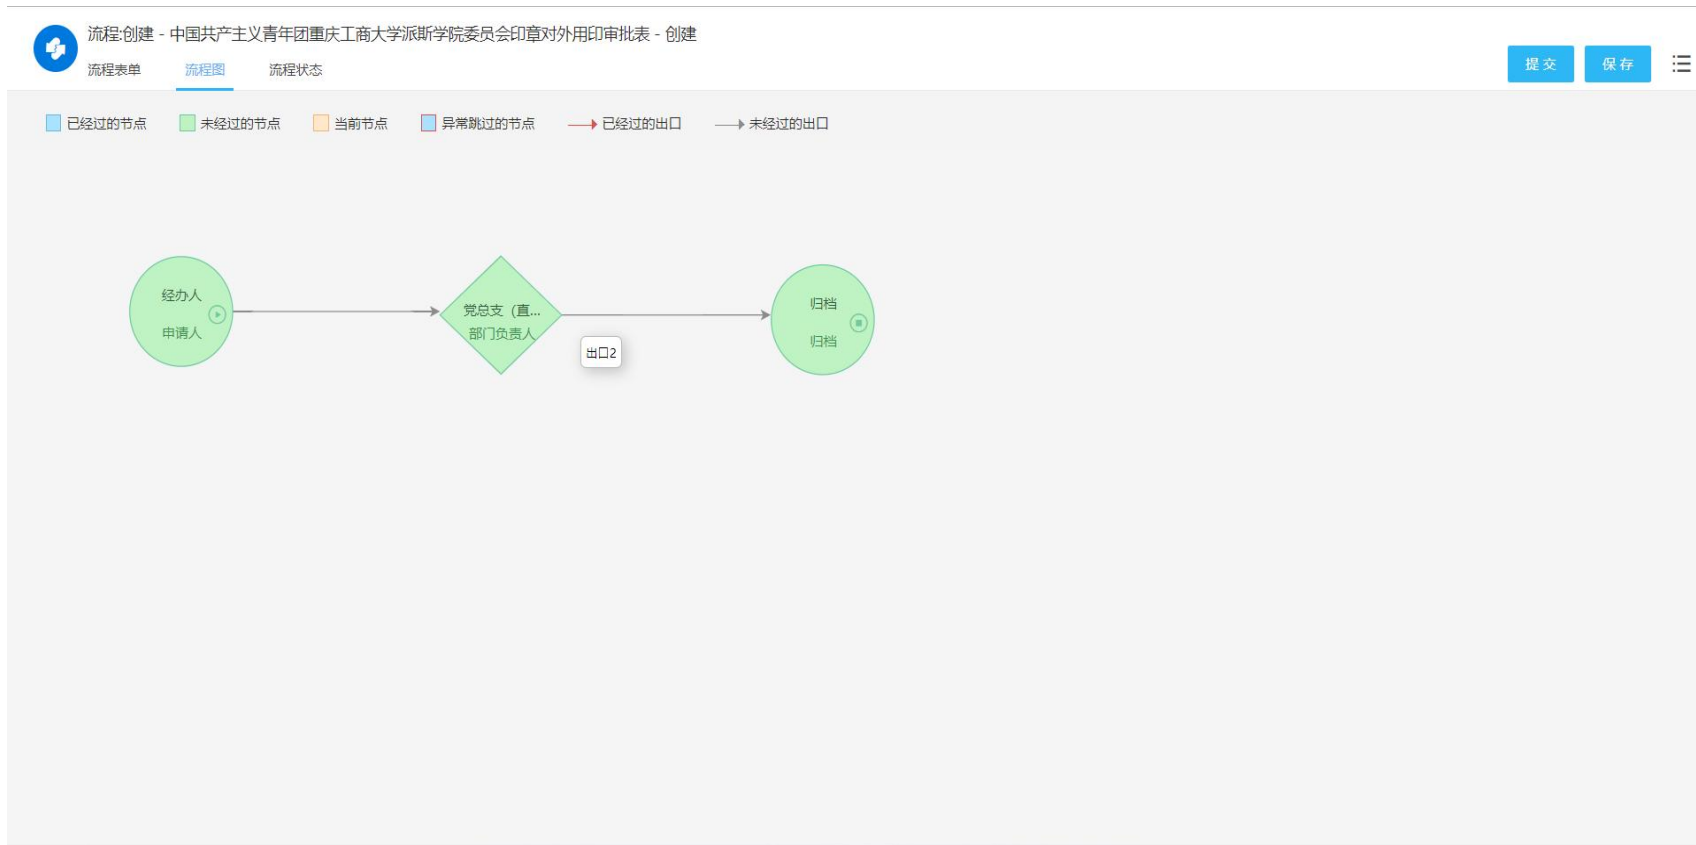 流程:创建 - 中国共产主义青年团重庆工商大学派斯学院委员会印章对外用印审批表 - 创建
流程表单 流程图 流程状态
提交 保存
已经过的节点 未经过的节点 当前节点 异常跳过的节点 已经过的出口 未经过的出口
经办人
申请人
党总支（直...
部门负责人
出口2
归档
归档